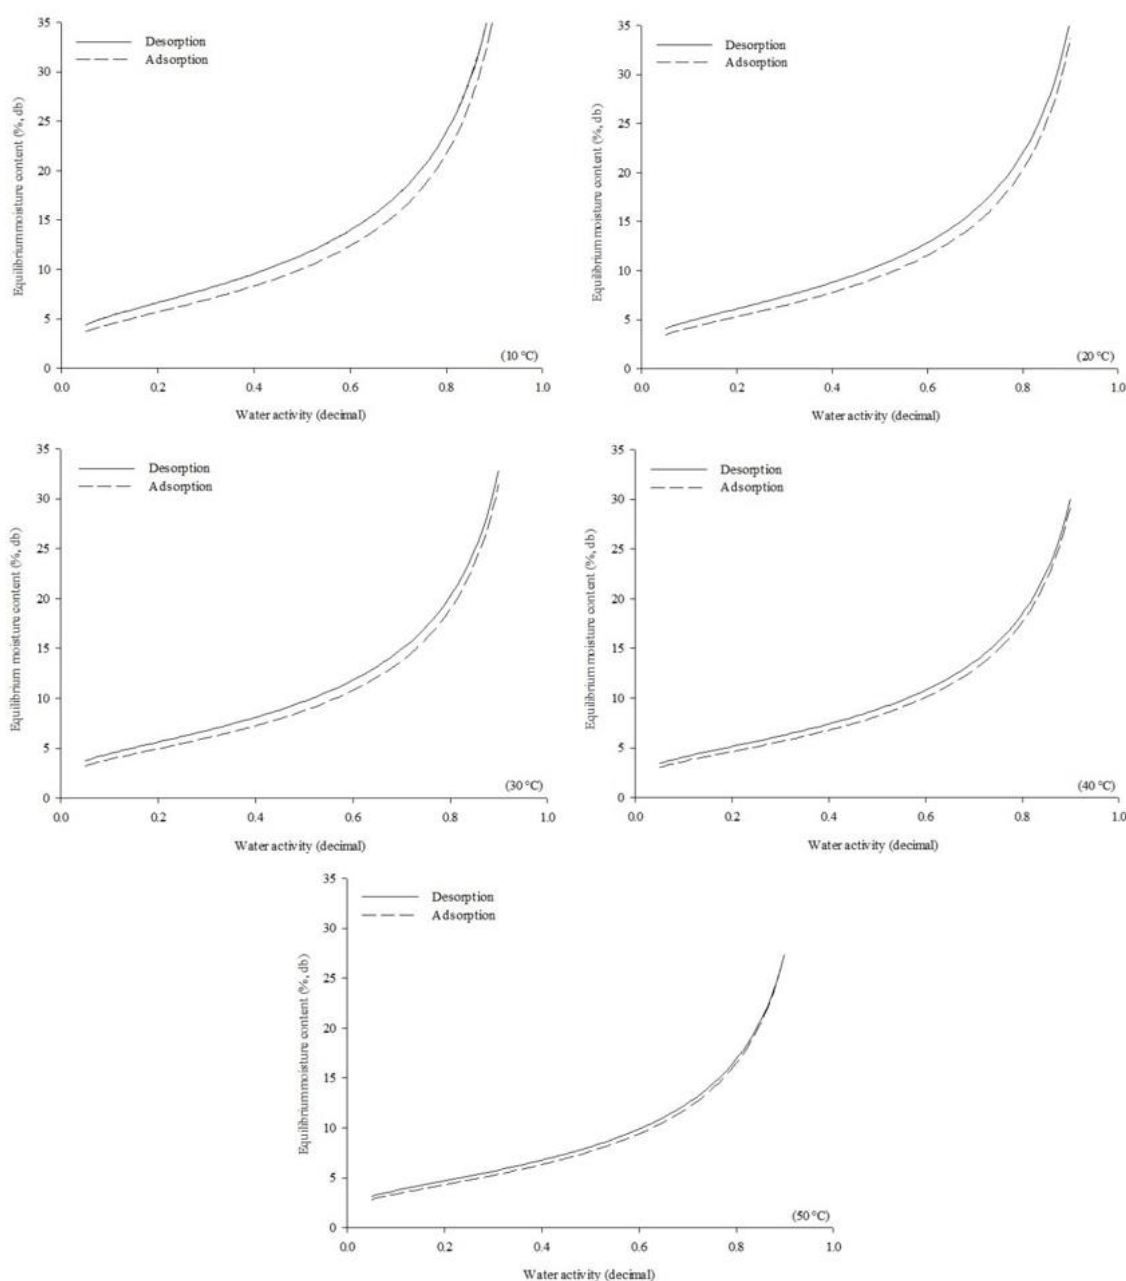 35
Desorption
Adsorption
30
25
20
15
10
5
0
Equilibrium moisture content (%, db)
(10 °C)
0.0 0.2 0.4 0.6 0.8 1.0
Water activity (decimal)
35
Desorption
Adsorption
30
25
20
15
10
5
0
Equilibrium moisture content (%, db)
(20 °C)
0.0 0.2 0.4 0.6 0.8 1.0
Water activity (decimal)
35
Desorption
Adsorption
30
25
20
15
10
5
0
Equilibrium moisture content (%, db)
(30 °C)
0.0 0.2 0.4 0.6 0.8 1.0
Water activity (decimal)
35
Desorption
Adsorption
30
25
20
15
10
5
0
Equilibrium moisture content (%, db)
(40 °C)
0.0 0.2 0.4 0.6 0.8 1.0
Water activity (decimal)
35
Desorption
Adsorption
30
25
20
15
10
5
0
Equilibrium moisture content (%, db)
(50 °C)
0.0 0.2 0.4 0.6 0.8 1.0
Water activity (decimal)